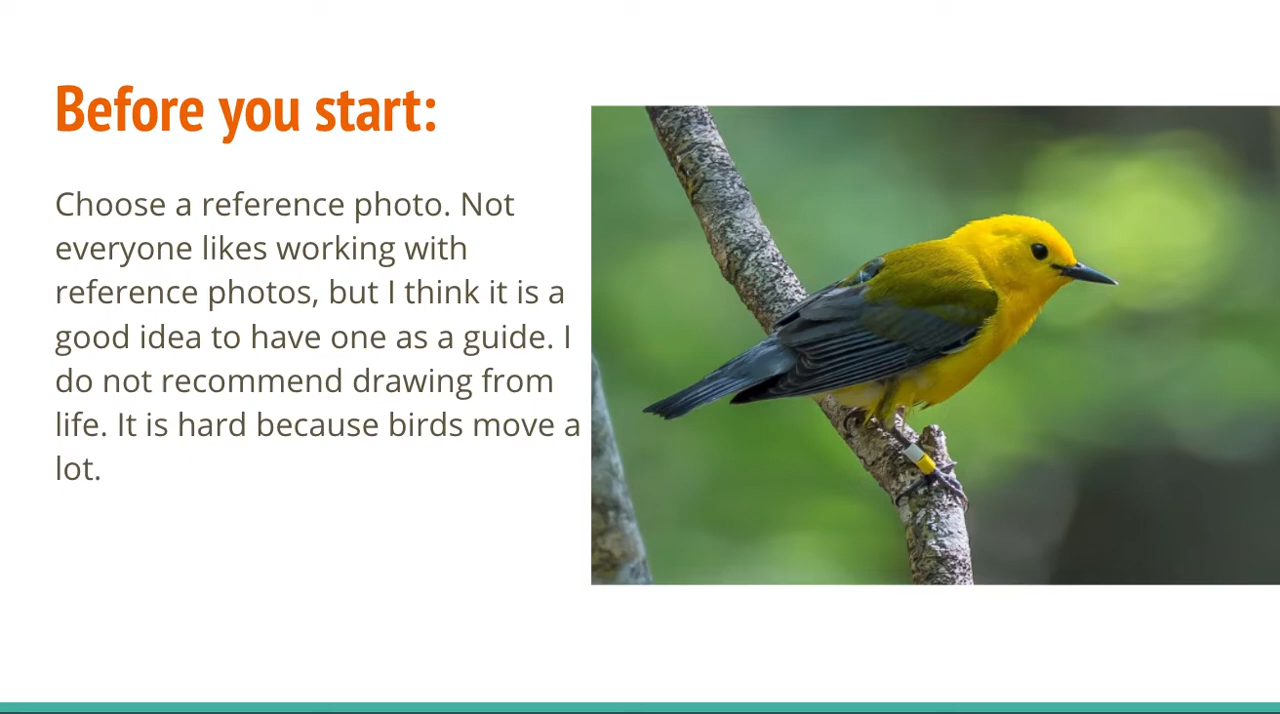 Before you start:
Choose a reference photo. Not
everyone likes working with
reference photos, but I think it is a
good idea to have one as a guide. I
do not recommend drawing from
life. It is hard because birds move a
lot.